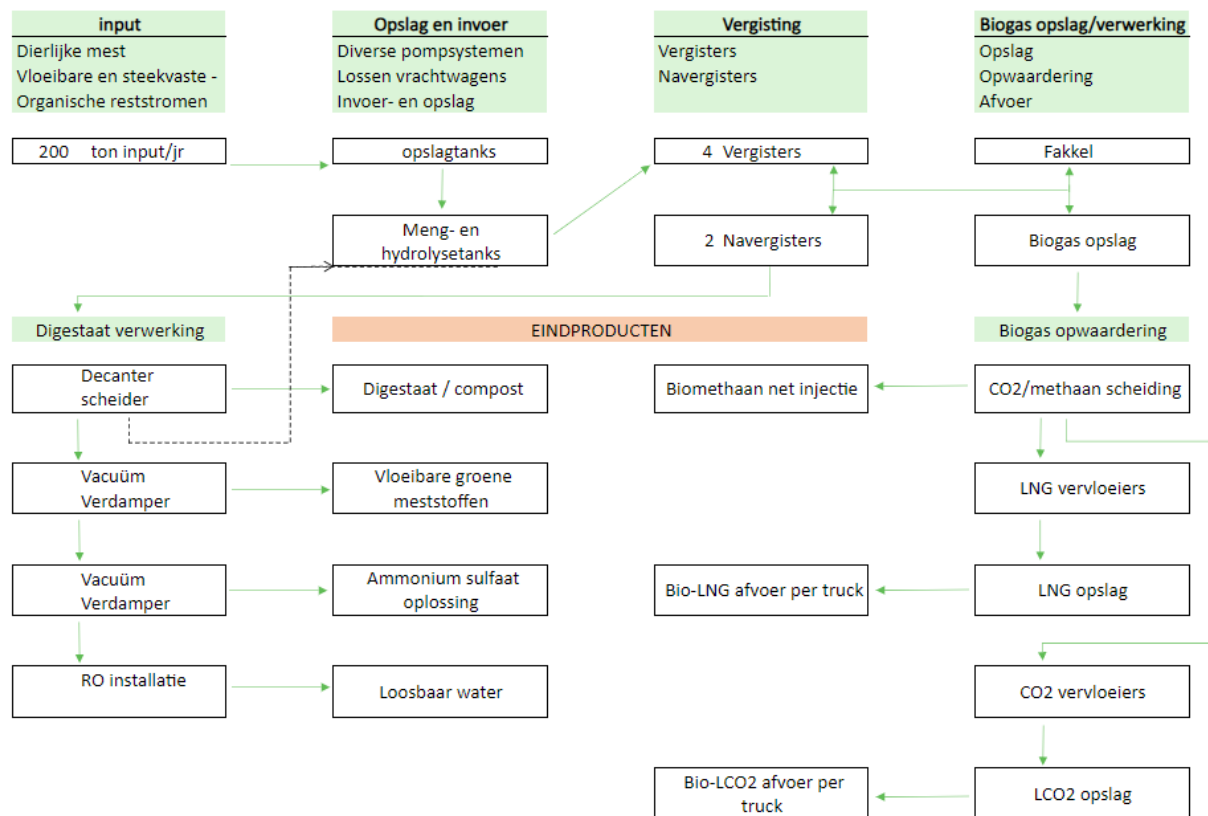 input
Dierlijke mest
Vloeibare en steekvaste -
Organische reststromen
Opslag en invoer
Diverse pompsystemen
Lossen vrachtwagens
Invoer- en opslag
Vergisting
Vergisters
Navergisters
Biogas opslag/verwerking
Opslag
Opwaardering
Afvoer
200 ton input/jr
opslagtanks
4 Vergisters
Fakkel
Meng- en
hydrolysetanks
2 Navergisters
Biogas opslag
Digestaat verwerking
EINDPRODUCTEN
Biogas opwaardering
Decanter
scheider
Digestaat / compost
Biomethaan net injectie
CO2/methaan scheiding
Vacuüm
Verdamper
Vloeibare groene
meststoffen
LNG vervloeiers
Vacuüm
Verdamper
Ammonium sulfaat
oplossing
Bio-LNG afvoer per truck
LNG opslag
RO installatie
Loosbaar water
CO2 vervloeiers
Bio-LCO2 afvoer per
truck
LCO2 opslag